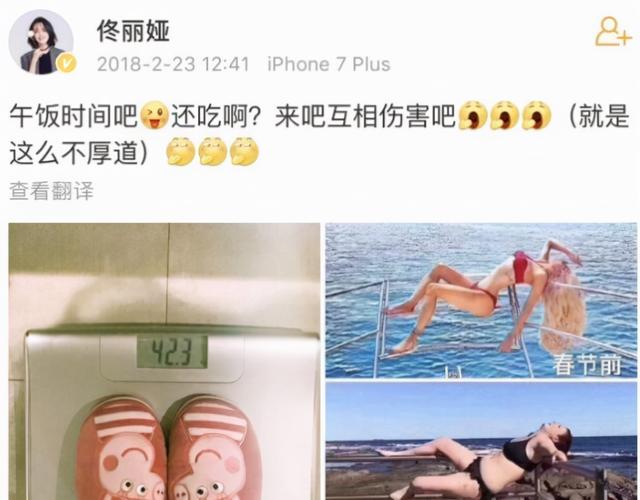 佟丽娅
2018-2-23 12:41 iPhone 7 Plus
午饭时间吧😜还吃啊?来吧互相伤害吧😲😲😲(就是
这么不厚道)🤭🤭🤭
查看翻译
42.3
春节前